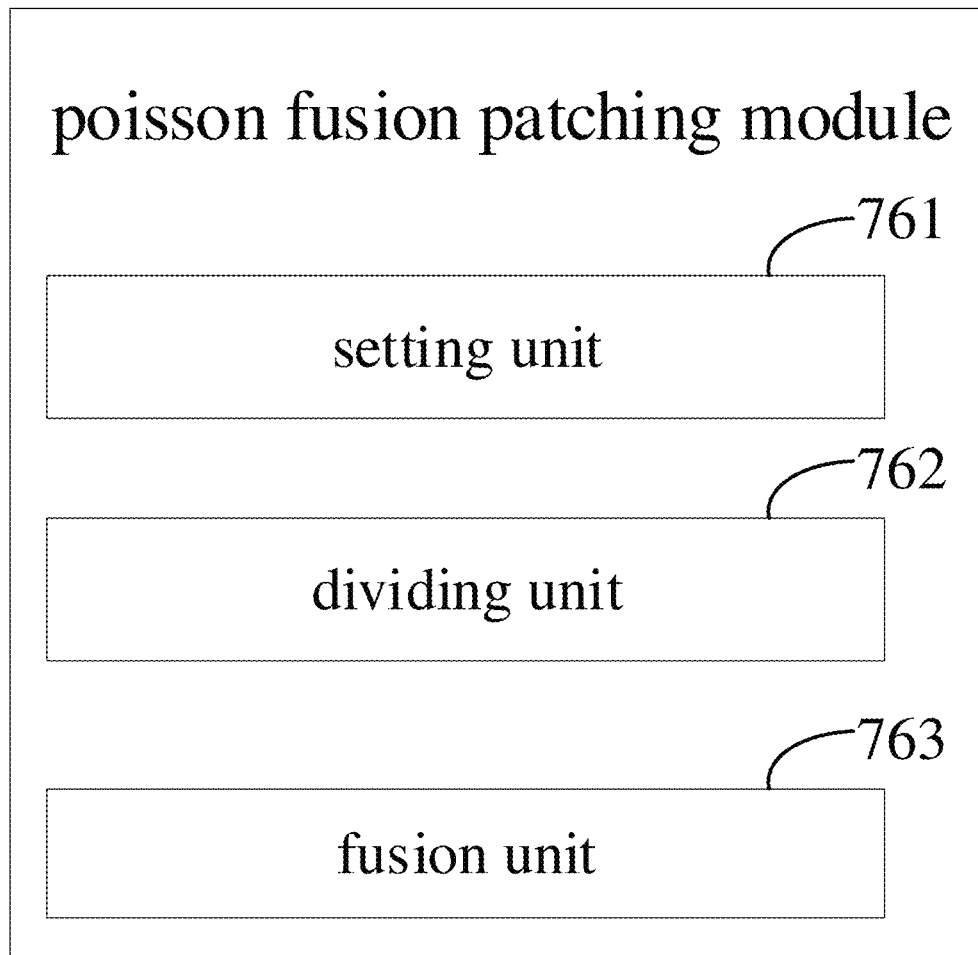 poisson fusion patching module
761
setting unit
762
dividing unit
763
fusion unit